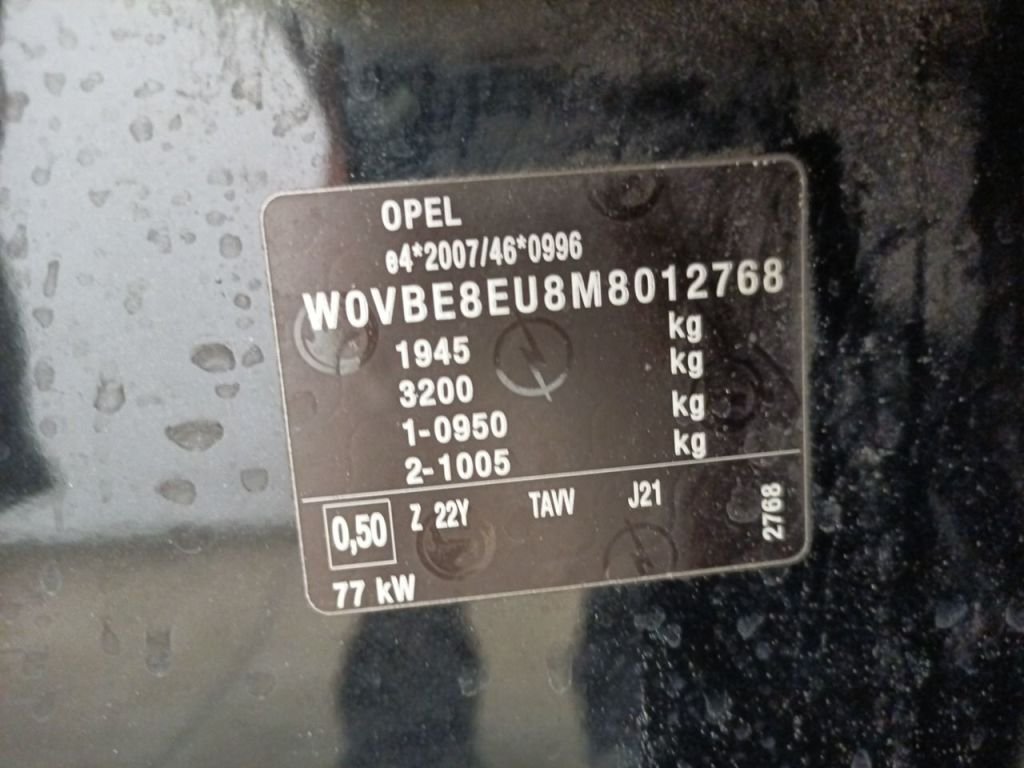 OPEL
e4*2007/46*0996
W0VBE8EU8M8012768
1945 kg
3200 kg
1-0950 kg
2-1005 kg
0,50 Z 22Y TAVV J21 2768
77 kW